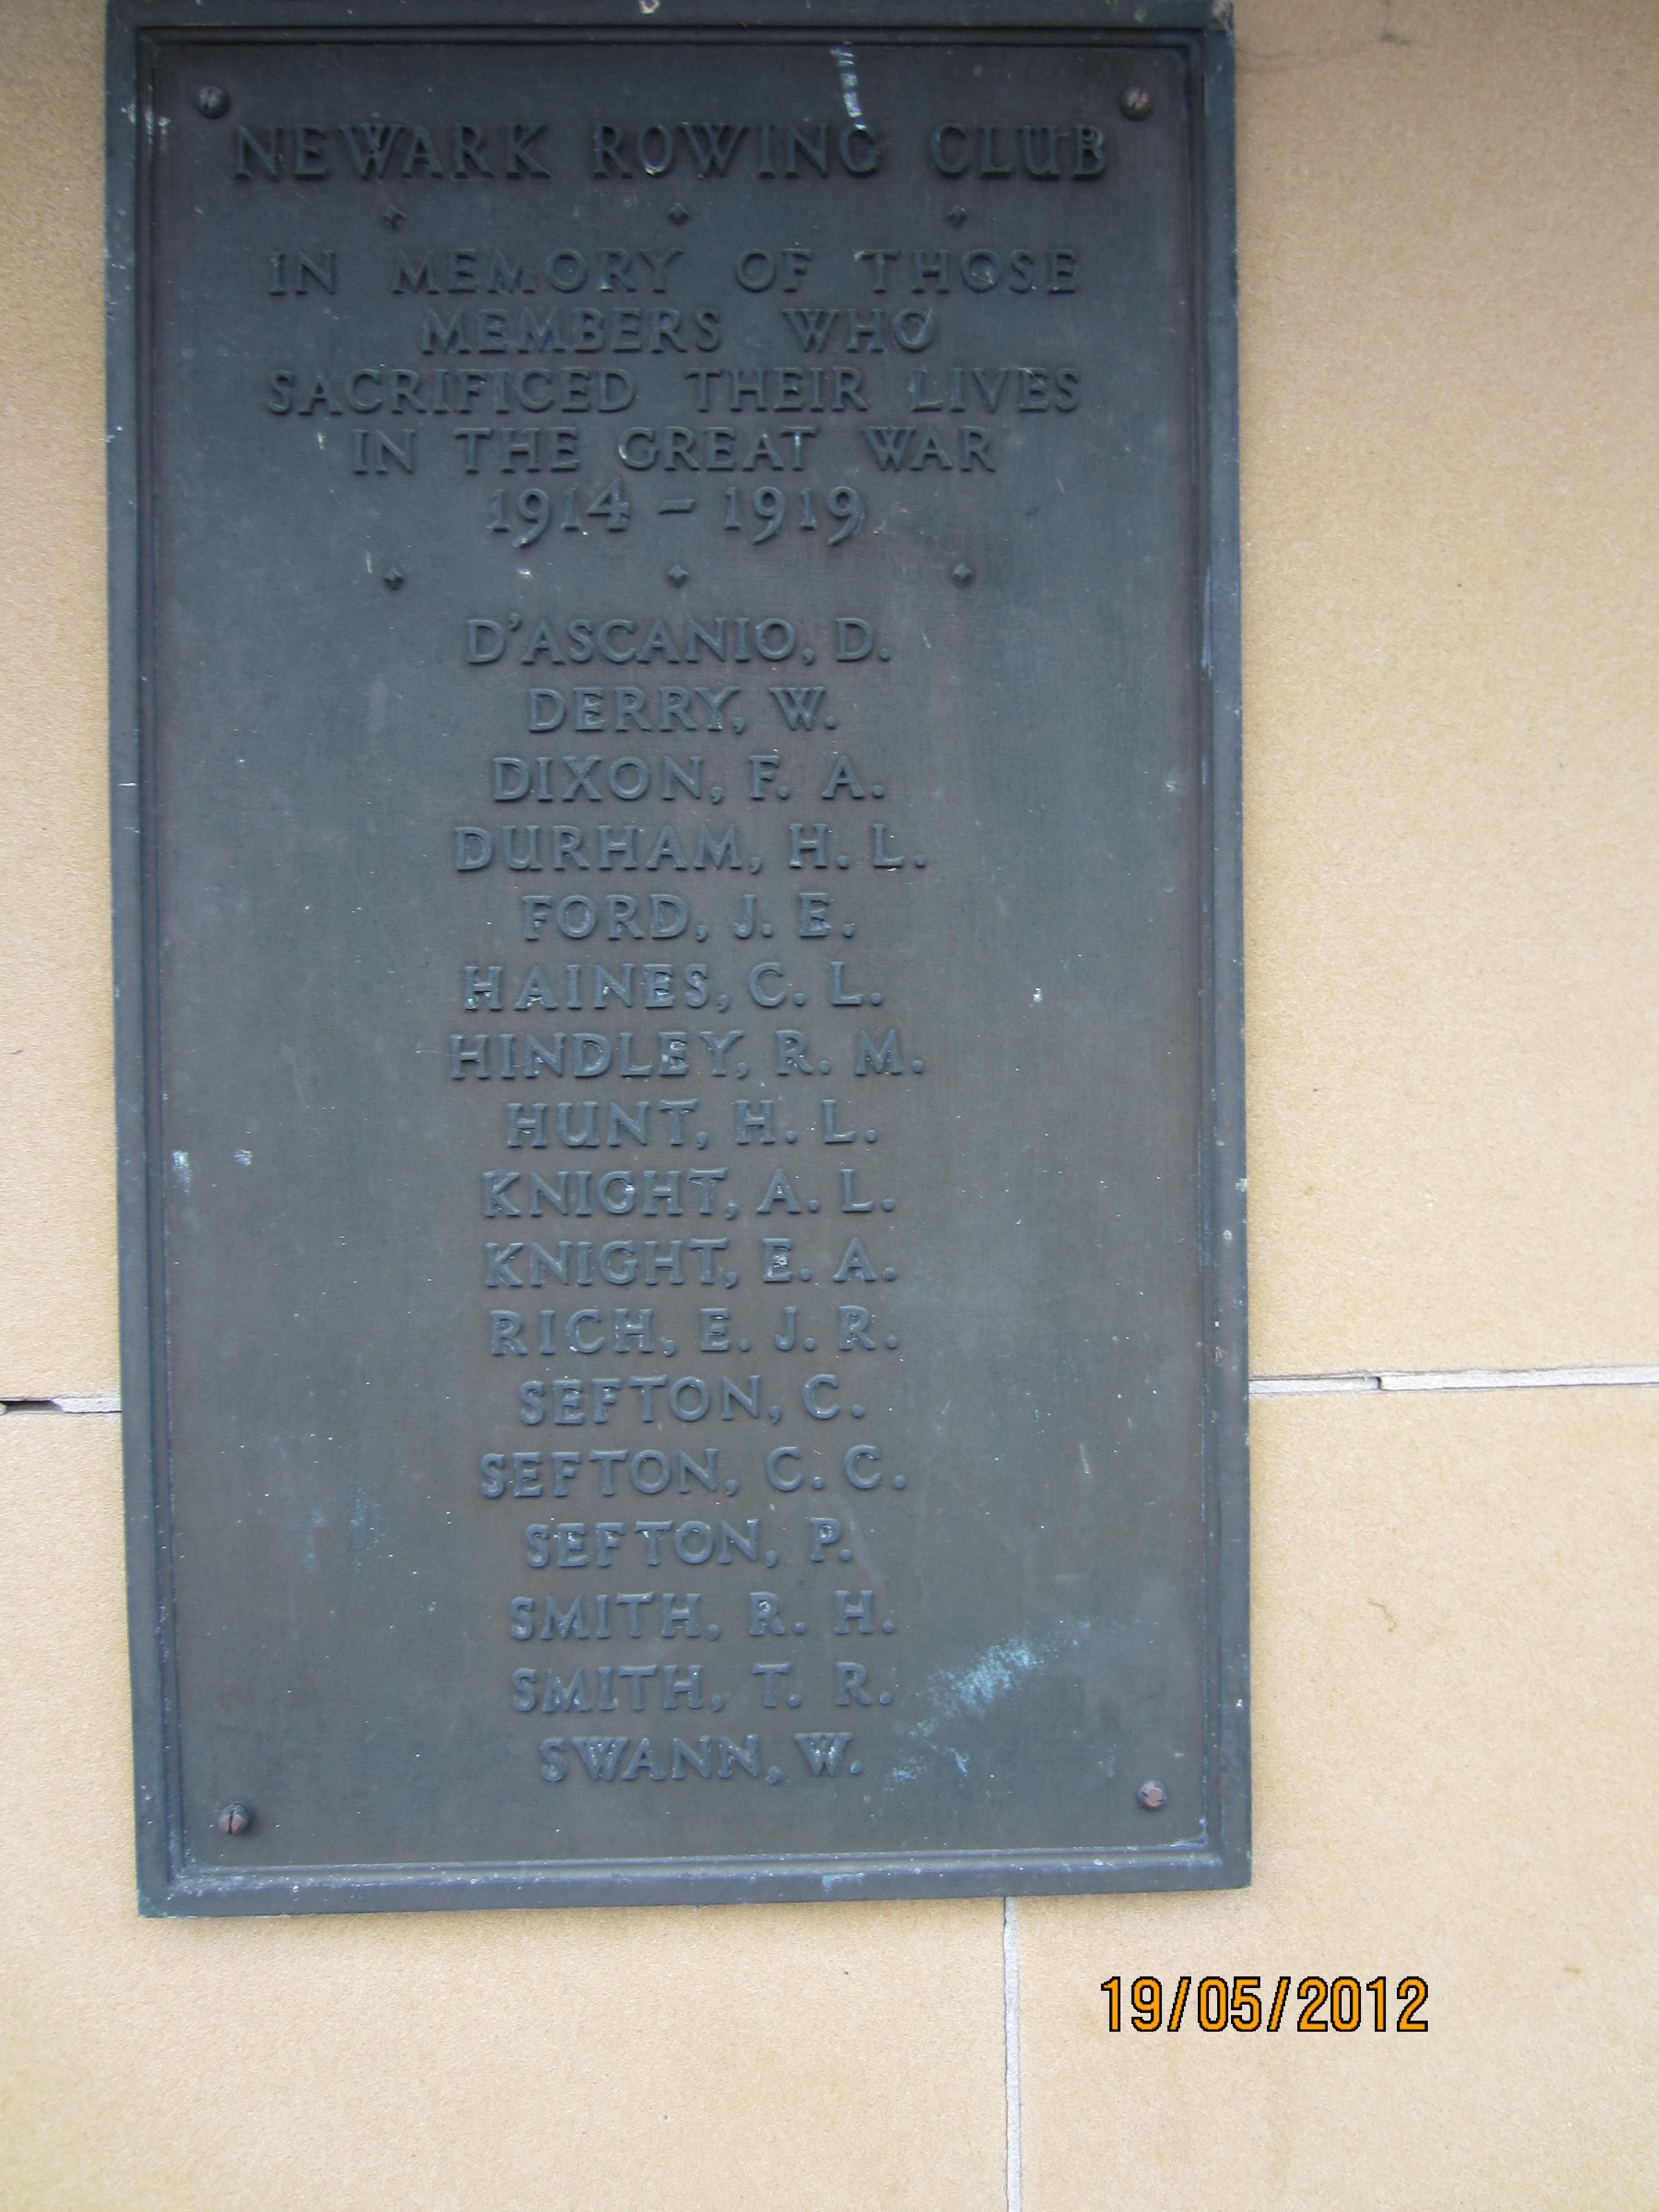 NEWARK ROWING CLUB
IN MEMORY OF THOSE
MEMBERS WHO
SACRIFICED THEIR LIVES
IN THE GREAT WAR
1914 - 1919
D'ASCANIO, D.
DERRY, W.
DIXON, F. A.
DURHAM, H. L.
FORD, J. E.
HAINES, C. L.
HINDLEY, R. M.
HUNT, H. L.
KNIGHT, A. L.
KNIGHT, E. A.
RICH, E. J. R.
SEFTON, C.
SEFTON, C. C.
SEFTON, P.
SMITH, R. H.
SMITH, T. R.
SWANN, W.
19/05/2012